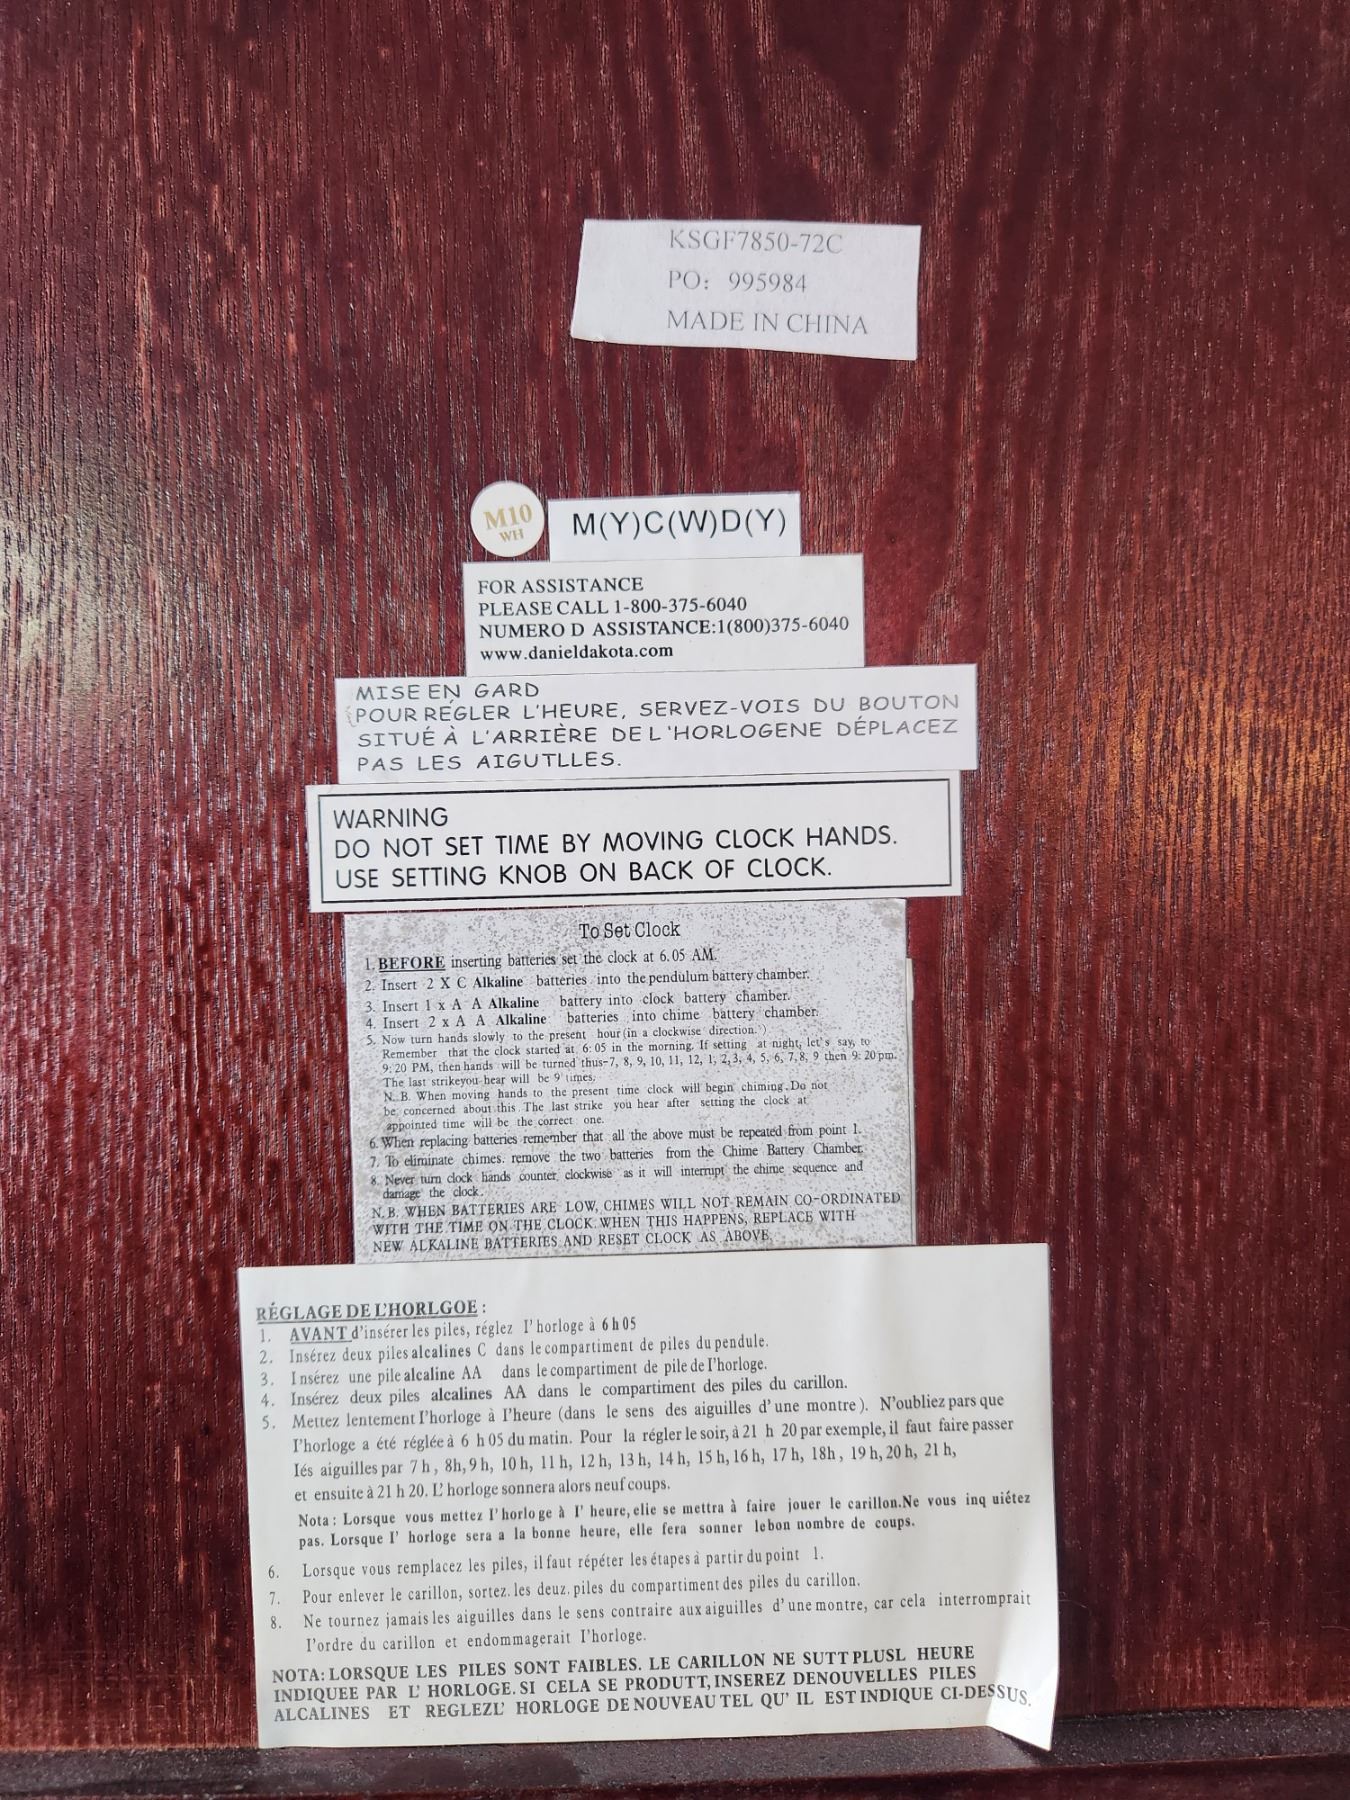 KSGF7850-72C
PO: 995984
MADE IN CHINA
M10
WH
M(Y)C(W)D(Y)
FOR ASSISTANCE
PLEASE CALL 1-800-375-6040
NUMERO D ASSISTANCE:1(800)375-6040
www.danieldakota.com
MISE EN GARD
POUR RÉGLER L'HEURE, SERVEZ-VOIS DU BOUTON
SITUÉ À L'ARRIÈRE DE L'HORLOGENE DÉPLACEZ
PAS LES AIGUTLLES.
WARNING
DO NOT SET TIME BY MOVING CLOCK HANDS.
USE SETTING KNOB ON BACK OF CLOCK.
To Set Clock
1. BEFORE inserting batteries set the clock at 6.05 AM.
2. Insert 2 X C Alkaline batteries into the pendulum battery chamber.
3. Insert 1 x A A Alkaline battery into clock battery chamber.
4. Insert 2 x A A Alkaline batteries into chime battery chamber.
5. Now turn hands slowly to the present hour (in a clockwise direction.)
Remember that the clock started at 6:05 in the morning. If setting at night, let's say, to
9:20 PM, then hands will be turned thus-7, 8, 9, 10, 11, 12, 1, 2, 3, 4, 5, 6, 7, 8, 9 then 9:20 pm.
The last strikeyou hear will be 9 times.
N. B. When moving hands to the present time clock will begin chiming. Do not
be concerned about this. The last strike you hear after setting the clock at
appointed time will be the correct one.
6. When replacing batteries remember that all the above must be repeated from point 1.
7. To eliminate chimes. remove the two batteries from the Chime Battery Chamber.
8. Never turn clock hands counter clockwise as it will interrupt the chime sequence and
damage the clock.
N. B. WHEN BATTERIES ARE LOW, CHIMES WILL NOT REMAIN CO-ORDINATED
WITH THE TIME ON THE CLOCK. WHEN THIS HAPPENS, REPLACE WITH
NEW ALKALINE BATTERIES AND RESET CLOCK AS ABOVE.
RÉGLAGE DE L'HORLGOE :
1. AVANT d'insérer les piles, réglez I'horloge à 6 h 05
2. Insérez deux piles alcalines C dans le compartiment de piles du pendule.
3. Insérez une pile alcaline AA dans le compartiment de pile de I'horloge.
4. Insérez deux piles alcalines AA dans le compartiment des piles du carillon.
5. Mettez lentement I'horloge à I'heure (dans le sens des aiguilles d'une montre). N'oubliez pars que
I'horloge a été réglée à 6 h 05 du matin. Pour la régler le soir, à 21 h 20 par exemple, il faut faire passer
Iés aiguilles par 7 h, 8h, 9 h, 10 h, 11 h, 12 h, 13 h, 14 h, 15 h, 16 h, 17 h, 18h, 19 h, 20 h, 21 h,
et ensuite à 21 h 20. L'horloge sonnera alors neuf coups.
Nota : Lorsque vous mettez I'horloge à I' heure, elie se mettra à faire jouer le carillon. Ne vous inq uiétez
pas. Lorsque I' horloge sera a la bonne heure, elle fera sonner lebon nombre de coups.
6. Lorsque vous remplacez les piles, il faut répéter les étapes à partir du point 1.
7. Pour enlever le carillon, sortez. les deuz. piles du compartiment des piles du carillon.
8. Ne tournez jamais les aiguilles dans le sens contraire aux aiguilles d'une montre, car cela interromprait
I'ordre du carillon et endommagerait I'horloge.
NOTA: LORSQUE LES PILES SONT FAIBLES. LE CARILLON NE SUTT PLUSL HEURE
INDIQUEE PAR L' HORLOGE. SI CELA SE PRODUTT, INSEREZ DENOUVELLES PILES
ALCALINES ET REGLEZL' HORLOGE DE NOUVEAU TEL QU' IL EST INDIQUE CI-DESSUS.